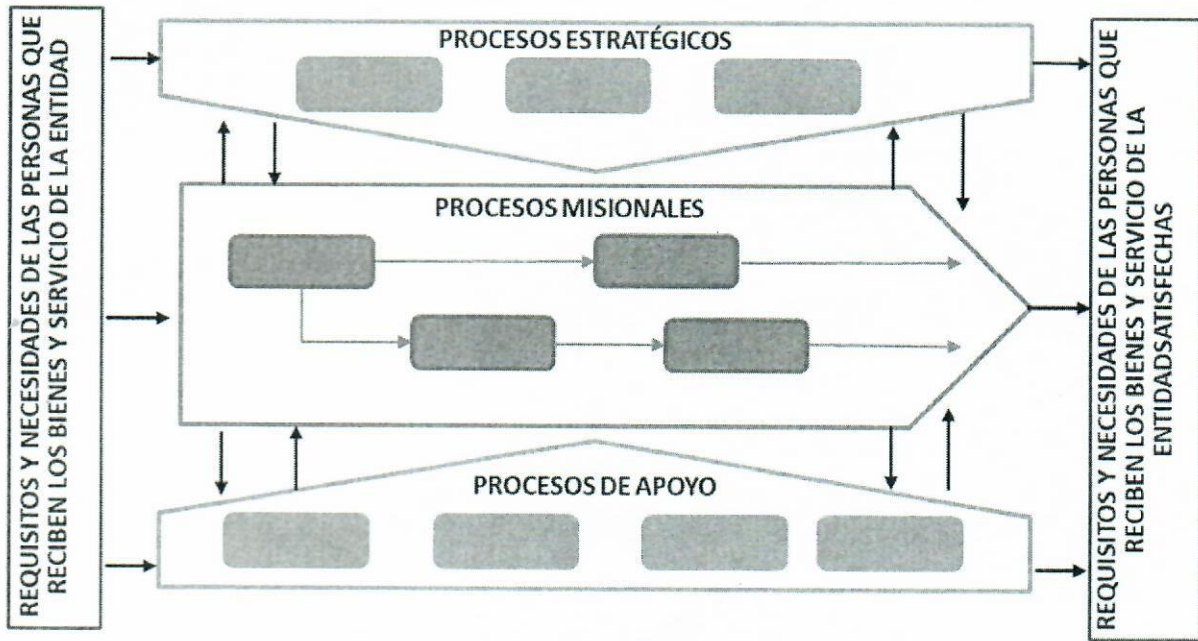 REQUISITOS Y NECESIDADES DE LAS PERSONAS QUE
RECIBEN LOS BIENES Y SERVICIO DE LA ENTIDAD
PROCESOS ESTRATÉGICOS
PROCESOS MISIONALES
PROCESOS DE APOYO
REQUISITOS Y NECESIDADES DE LAS PERSONAS QUE
RECIBEN LOS BIENES Y SERVICIO DE LA
ENTIDADSATISFECHAS